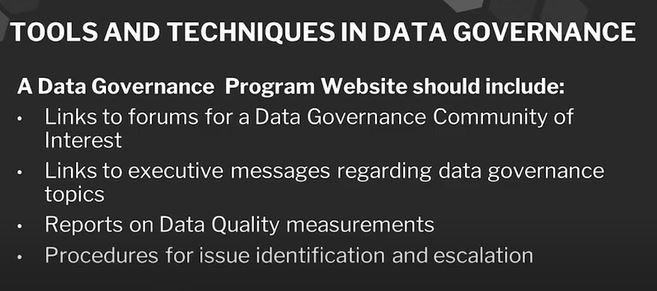 TOOLS AND TECHNIQUES IN DATA GOVERNANCE
A Data Governance Program Website should include:
• Links to forums for a Data Governance Community of
Interest
• Links to executive messages regarding data governance
topics
• Reports on Data Quality measurements
• Procedures for issue identification and escalation